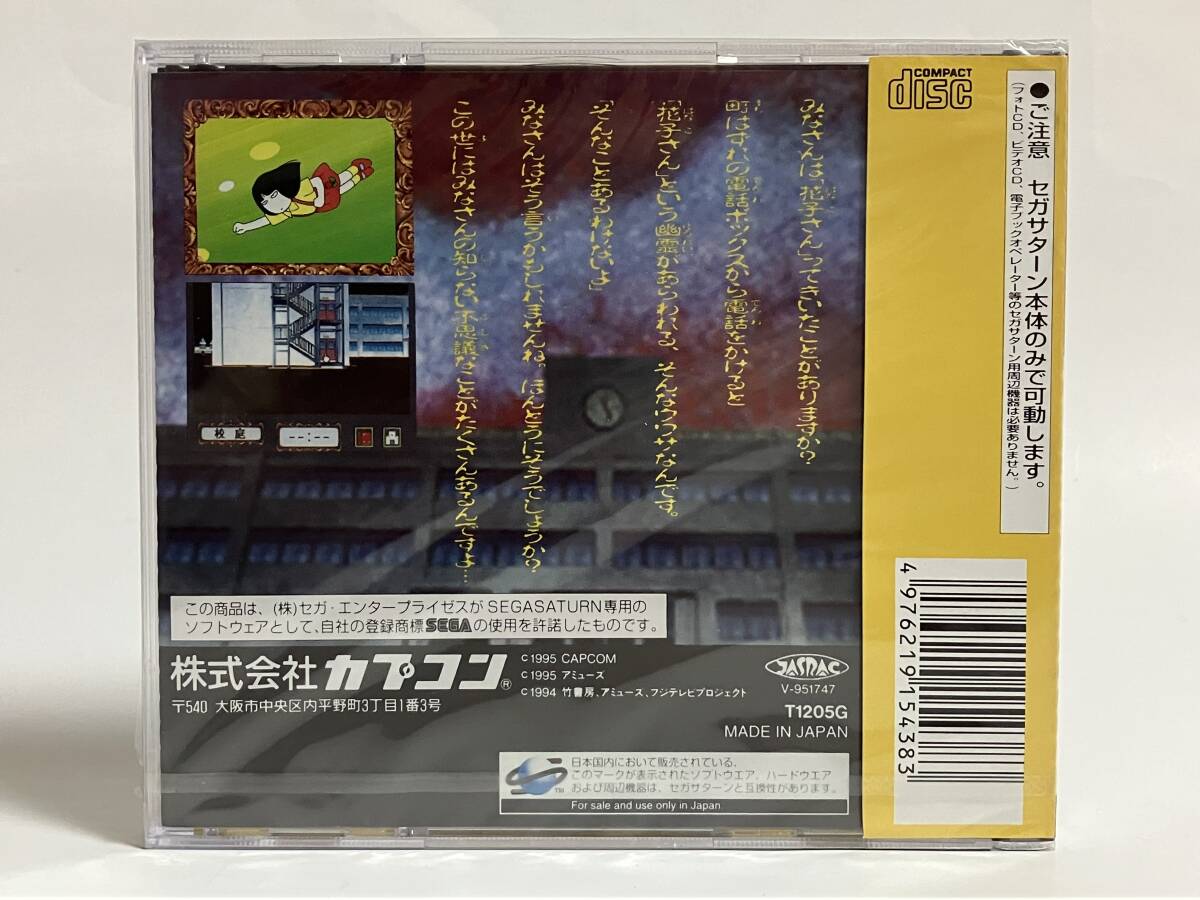 みなさんは、「花子さん」ってきいたことがありますか?
町はずれの電話ボックスから電話をかけると
「花子さん」という幽霊があらわれる、そんなウワサなんです。
「そんなことあるわけないよ」
みなさんはそう言うかもしれませんね。ほんとうにそうでしょうか?
この世にはみなさんの知らない不思議なことがたくさんあるんですよ…
校庭
--:--
この商品は、(株)セガ・エンタープライゼスがSEGASATURN専用の
ソフトウェアとして、自社の登録商標SEGAの使用を許諾したものです。
株式会社カプコン®
〒540 大阪市中央区内平野町3丁目1番3号
©1995 CAPCOM
©1995 アミューズ
©1994 竹書房、アミューズ、フジテレビプロジェクト
JASRAC
V-951747
T1205G
MADE IN JAPAN
日本国内において販売されている、
このマークが表示されたソフトウエア、ハードウエア
および周辺機器は、セガサターンと互換性があります。
For sale and use only in Japan.
TM
COMPACT
disc
●ご注意 セガサターン本体のみで可動します。
(フォトCD、ビデオCD、電子ブックオペレーター等のセガサターン用周辺機器は必要ありません。)
4976219154383